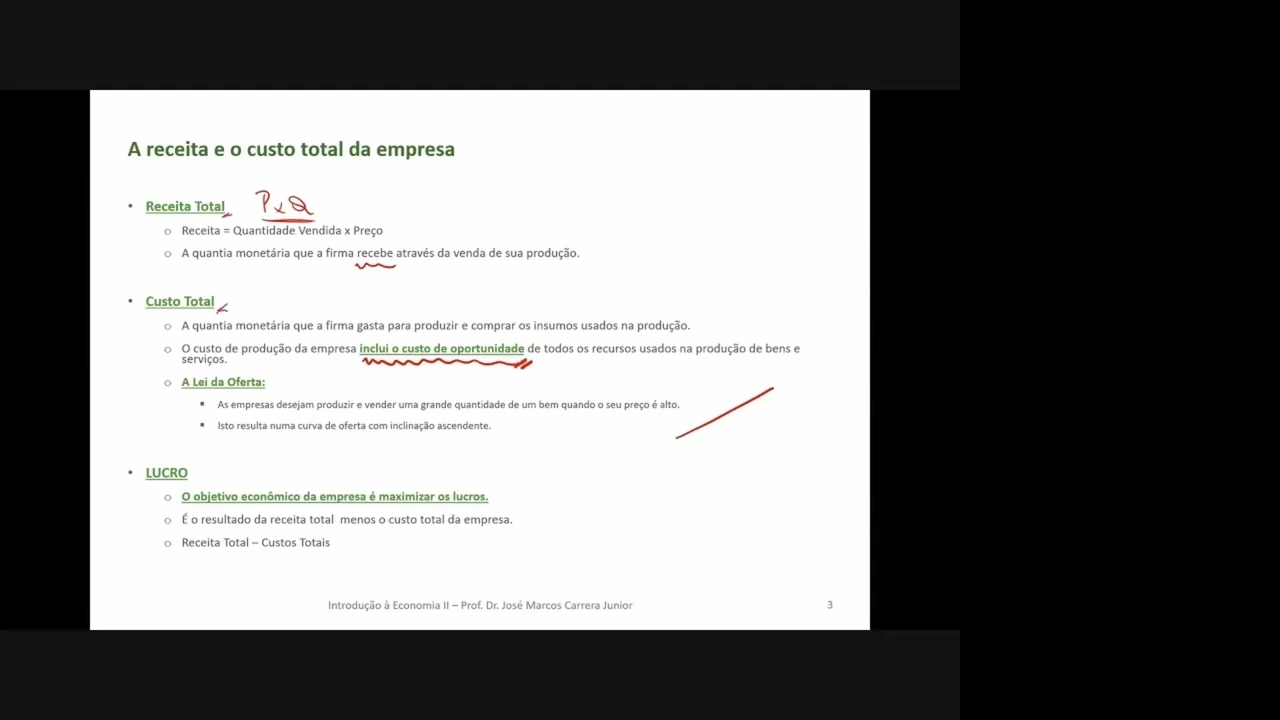 A receita e o custo total da empresa
• Receita Total
P x Q
o Receita = Quantidade Vendida x Preço
o A quantia monetária que a firma recebe através da venda de sua produção.
• Custo Total
o A quantia monetária que a firma gasta para produzir e comprar os insumos usados na produção.
o O custo de produção da empresa inclui o custo de oportunidade de todos os recursos usados na produção de bens e
serviços.
o A Lei da Oferta:
▪ As empresas desejam produzir e vender uma grande quantidade de um bem quando o seu preço é alto.
▪ Isto resulta numa curva de oferta com inclinação ascendente.
• LUCRO
o O objetivo econômico da empresa é maximizar os lucros.
o É o resultado da receita total menos o custo total da empresa.
o Receita Total – Custos Totais
Introdução à Economia II – Prof. Dr. José Marcos Carrera Junior
3